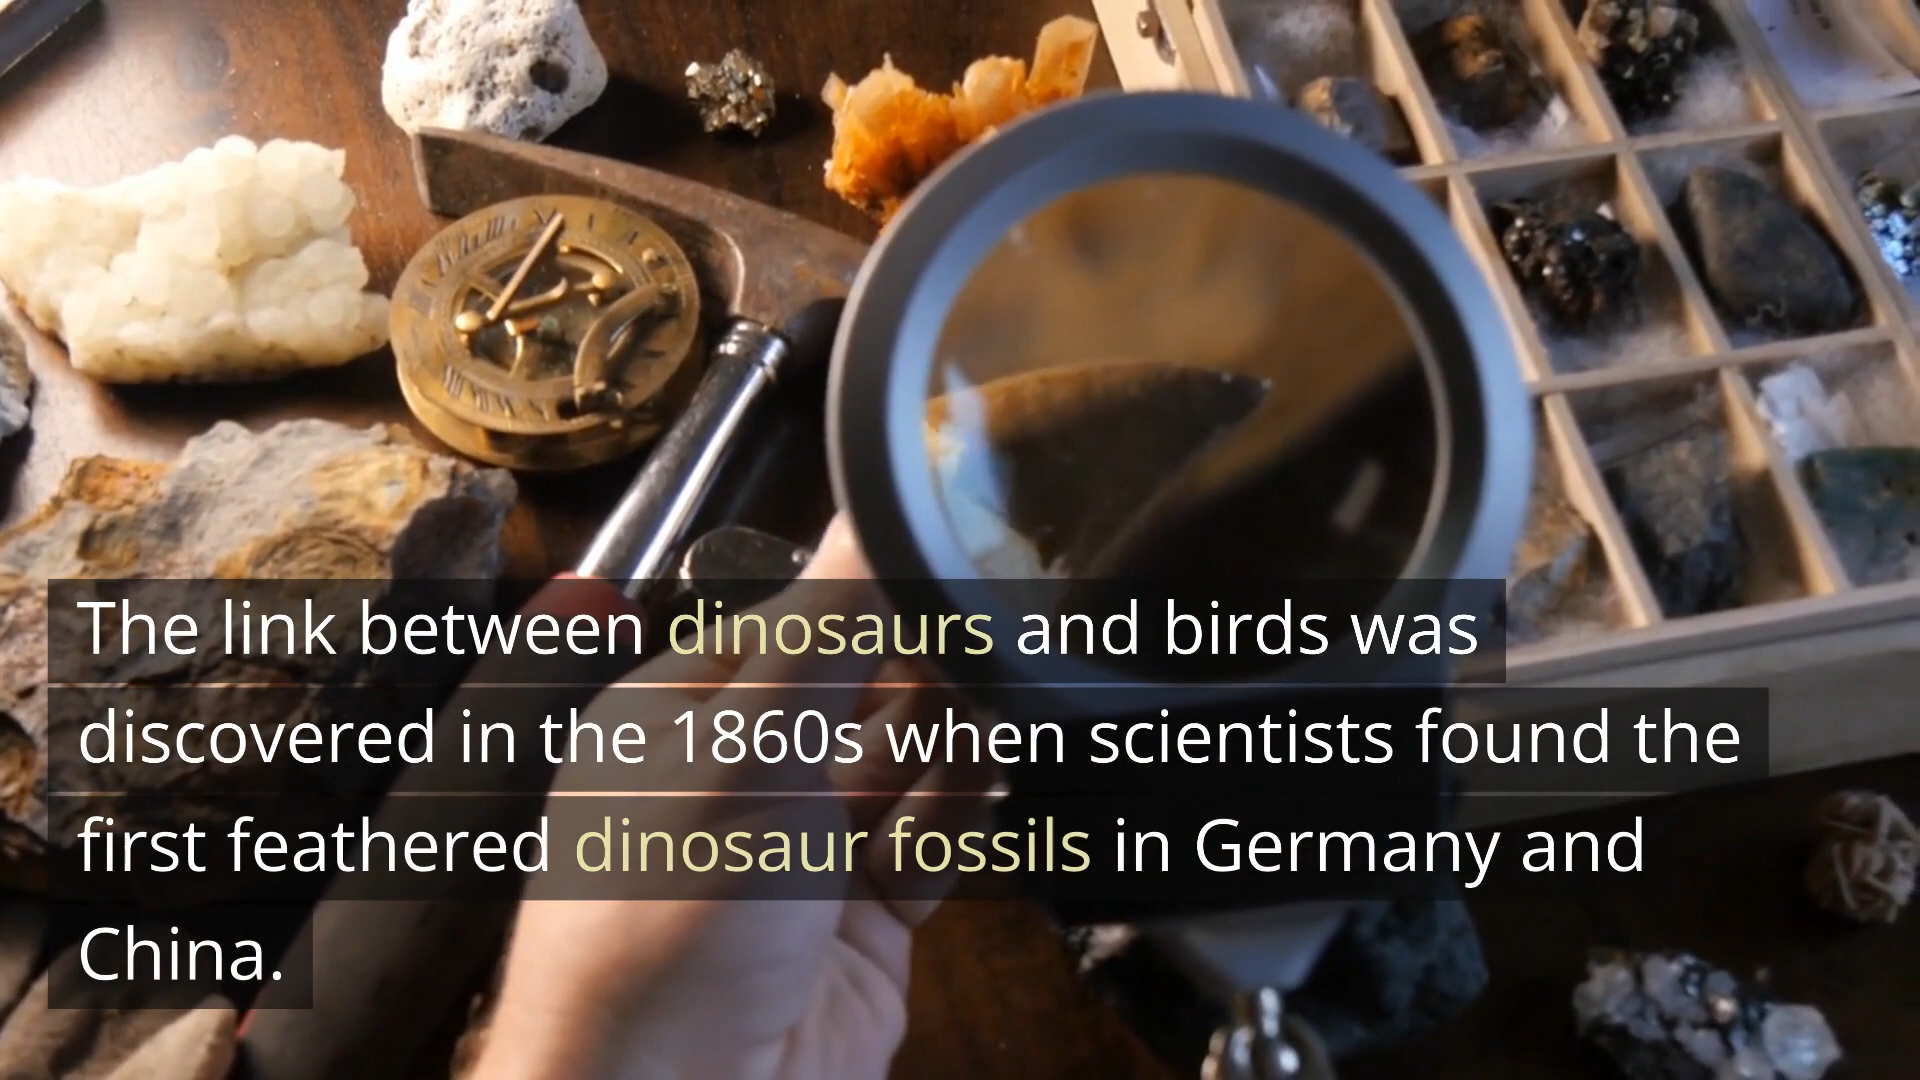 The link between dinosaurs and birds was
discovered in the 1860s when scientists found the
first feathered dinosaur fossils in Germany and
China.